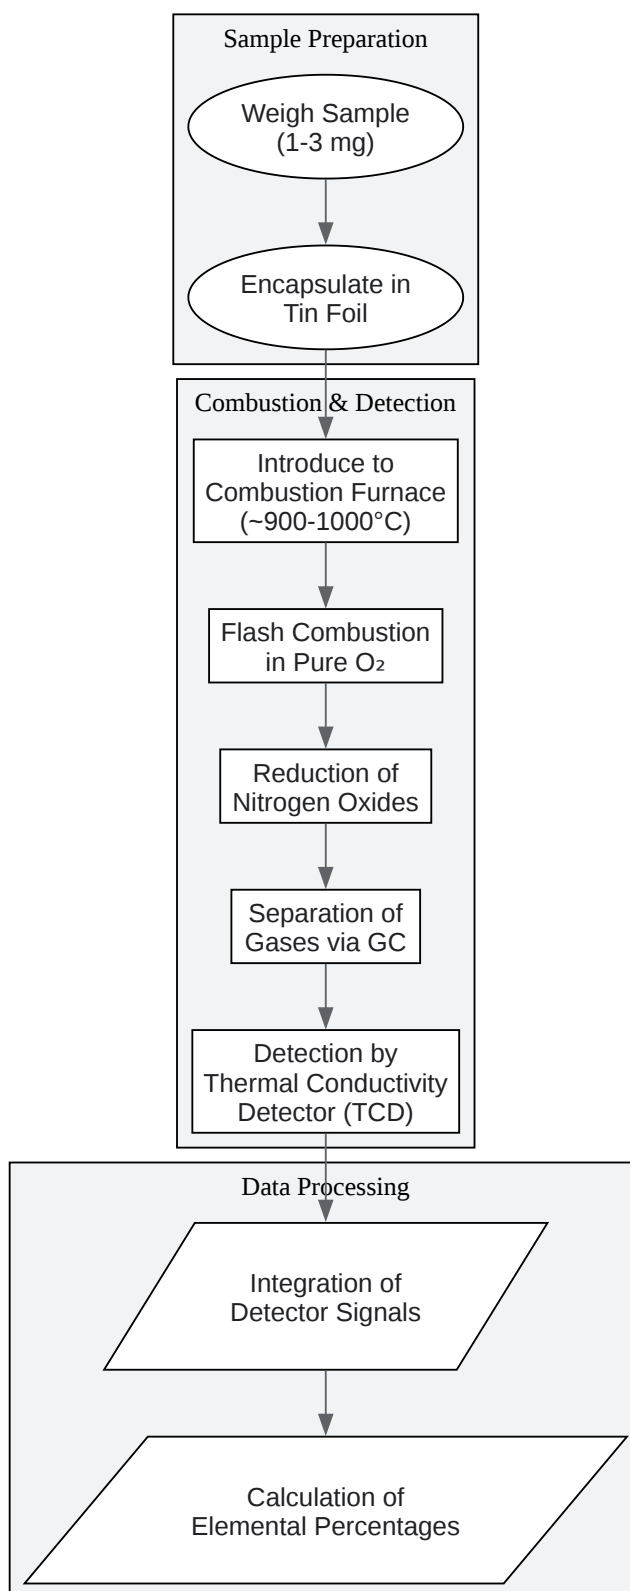 Sample Preparation
Weigh Sample
(1-3 mg)
Encapsulate in
Tin Foil
Combustion & Detection
Introduce to
Combustion Furnace
(~900-1000°C)
Flash Combustion
in Pure O₂
Reduction of
Nitrogen Oxides
Separation of
Gases via GC
Detection by
Thermal Conductivity
Detector (TCD)
Data Processing
Integration of
Detector Signals
Calculation of
Elemental Percentages